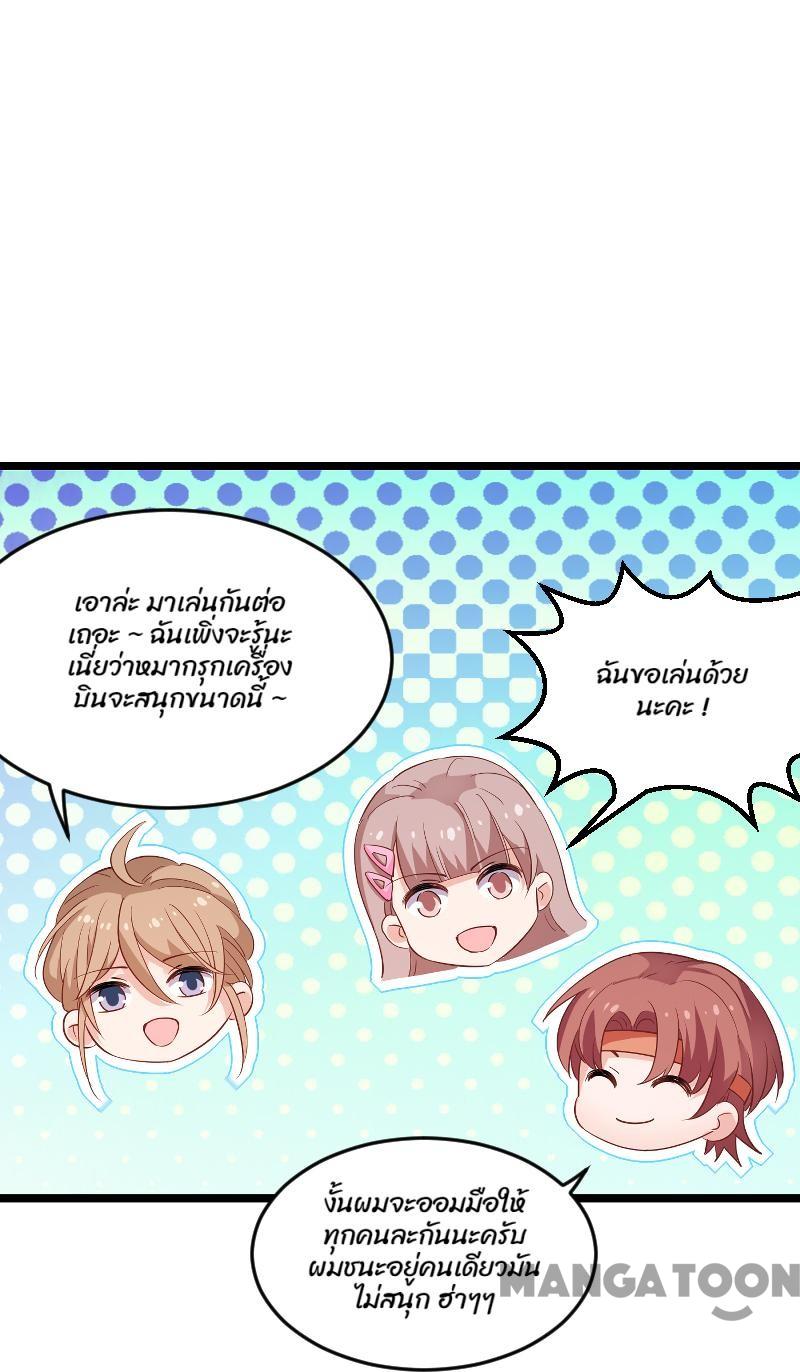 เอาล่ะ มาเล่นกันต่อ
เถอะ ~ ฉันเพิ่งจะรู้นะ
เนี่ยว่าหมากรุกเครื่อง
บินจะสนุกขนาดนี้ ~
ฉันขอเล่นด้วย
นะคะ !
งั้นผมจะออมมือให้
ทุกคนละกันนะครับ
ผมชนะอยู่คนเดียวมัน
ไม่สนุก ฮ่าๆๆ
MANGATOON